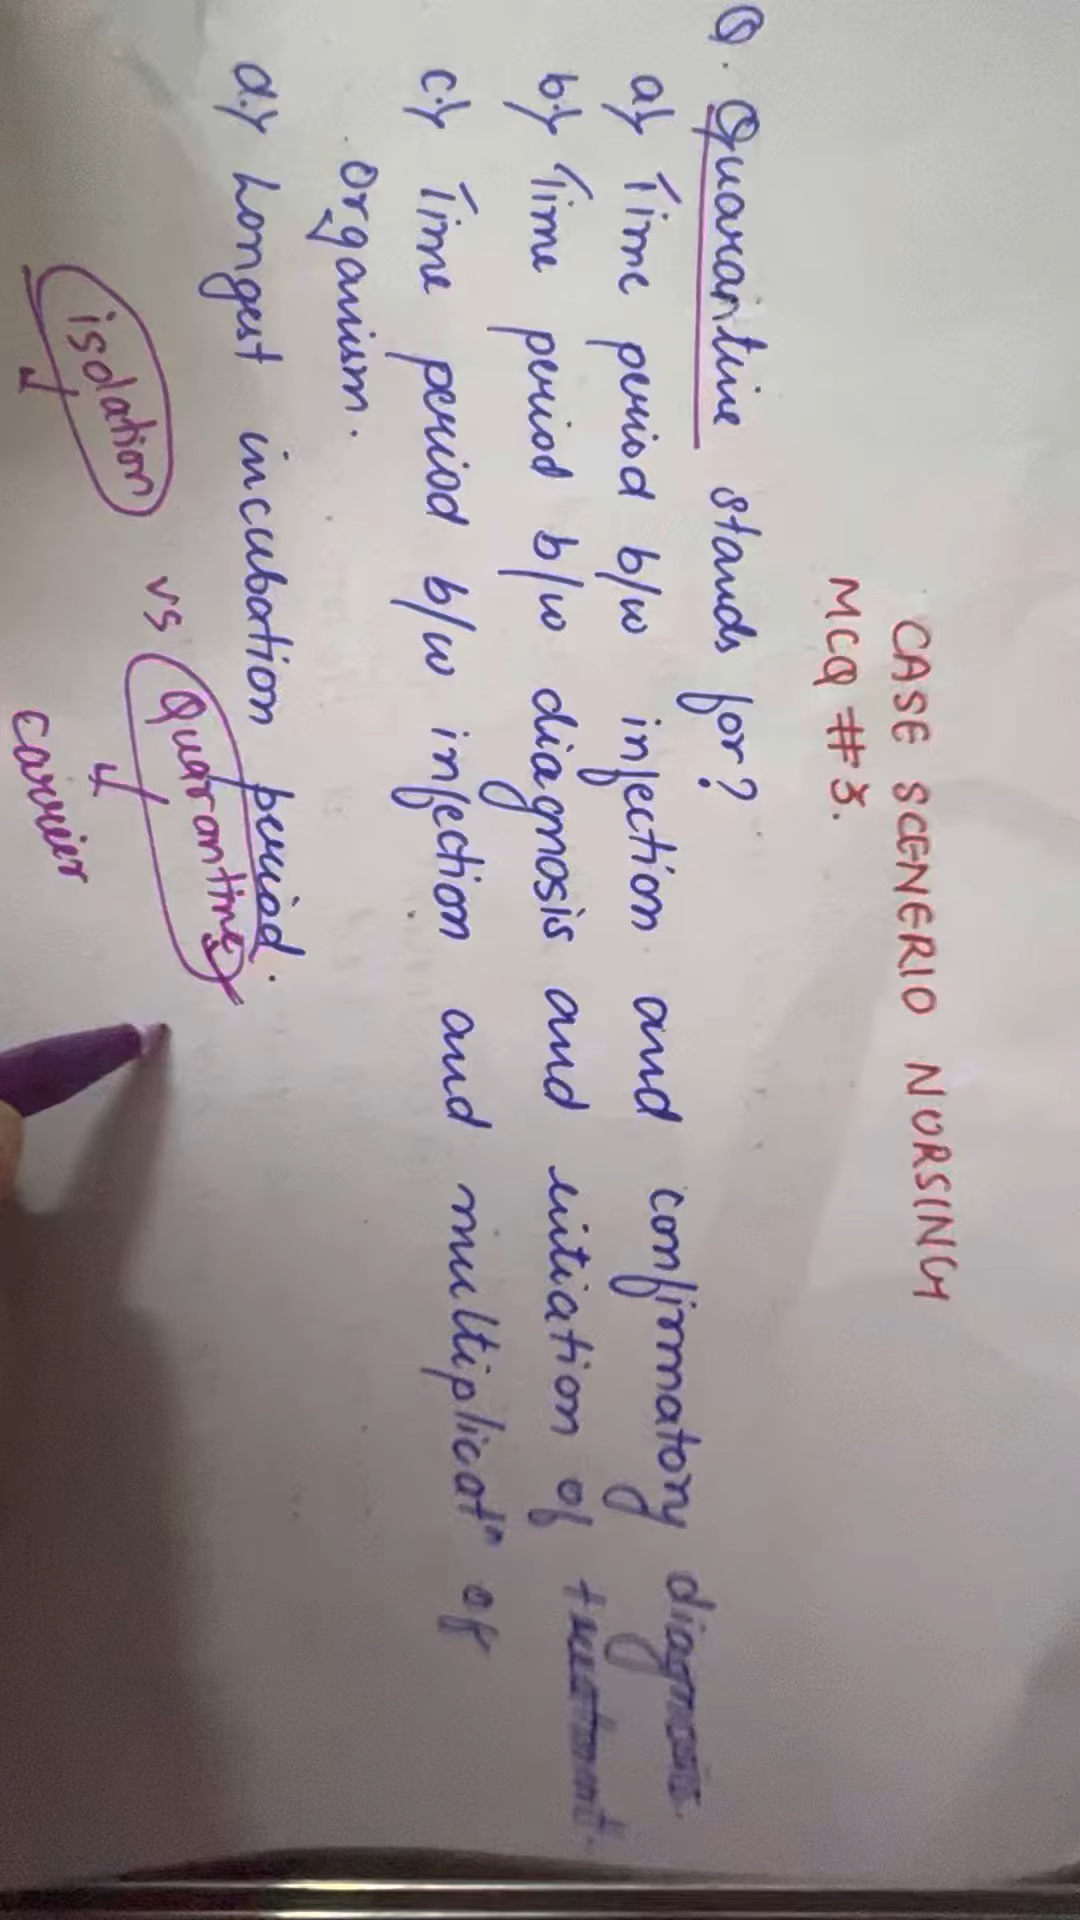 CASE SCENERIO NURSING
MCQ #3.
Q. Quarantine stands for?
a) Time period b/w infection and confirmatory diagnosis
b.) Time period b/w diagnosis and initiation of treatment.
c.) Time period b/w infection and multiplicatn of
organism.
d.) Longest incubation period.
isolation vs Quarantine
carrier